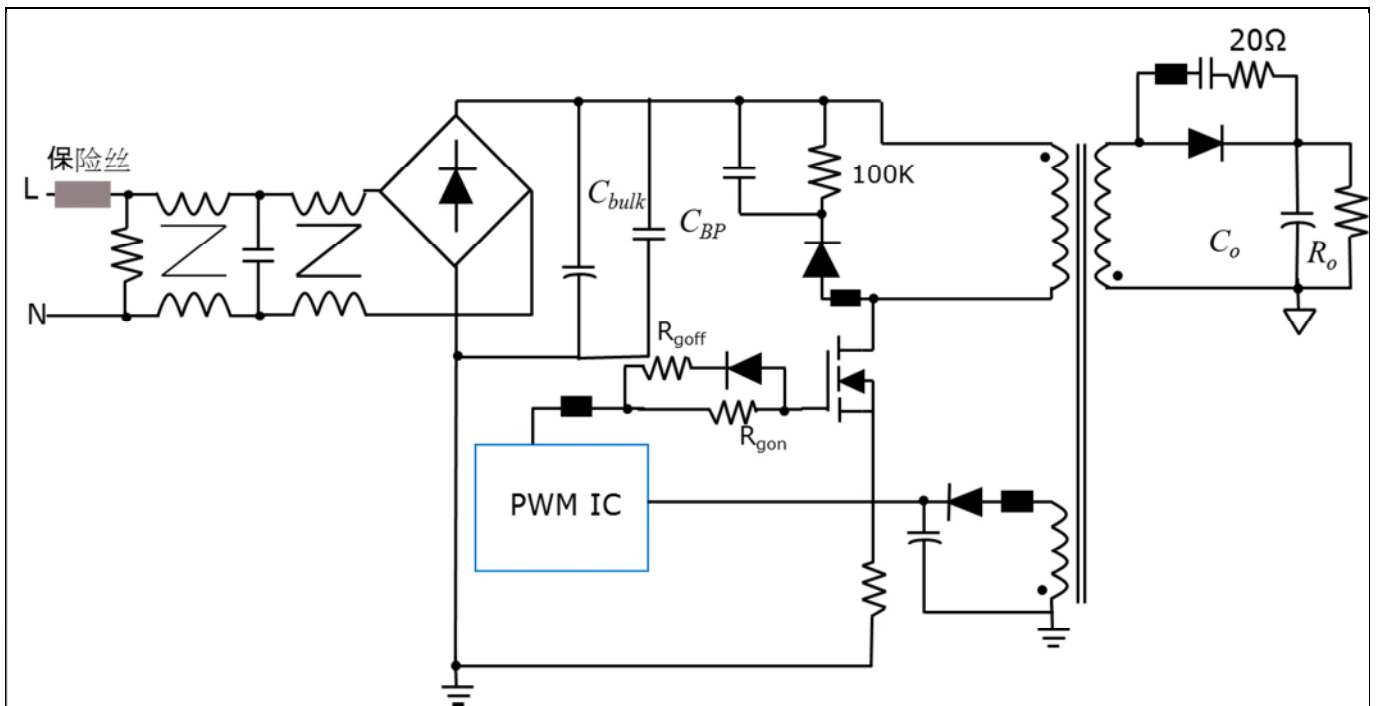 20Ω
保险丝
L
100K
C_bulk
C_BP
C_o
R_o
N
R_goff
R_gon
PWM IC